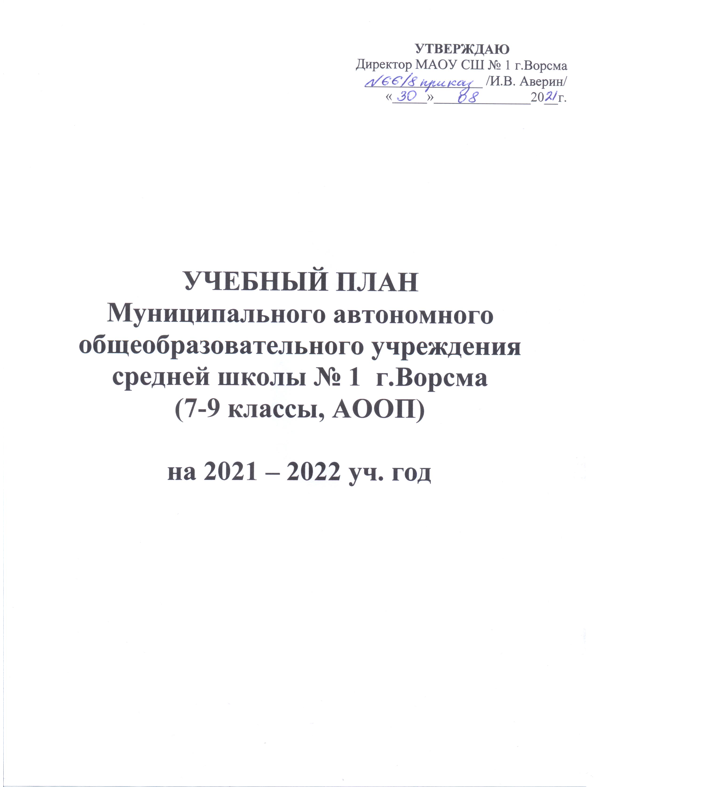 УТВЕРЖДАЮ
Директор МАОУ СШ № 1 г.Ворсма
N66/8 приказ /И.В. Аверин/
« 30 » 08 2021г.
УЧЕБНЫЙ ПЛАН
Муниципального автономного
общеобразовательного учреждения
средней школы № 1 г.Ворсма
(7-9 классы, АООП)
на 2021 – 2022 уч. год